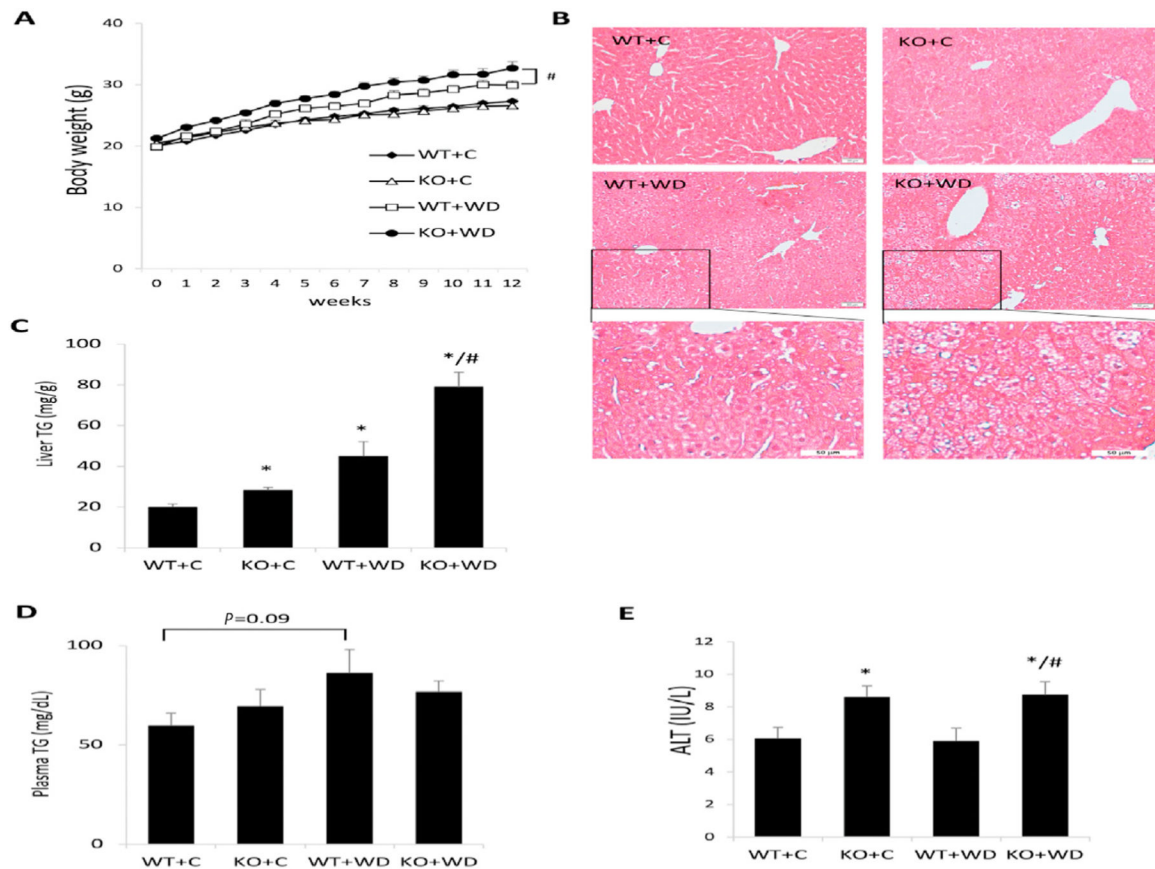 A
Body weight (g)
40
30
20
10
0
#
WT+C
KO+C
WT+WD
KO+WD
0 1 2 3 4 5 6 7 8 9 10 11 12
weeks
B
WT+C
KO+C
WT+WD
KO+WD
50 μm
50 μm
C
Liver TG (mg/g)
100
80
60
40
20
0
*
*
*/#
WT+C KO+C WT+WD KO+WD
D
P=0.09
Plasma TG (mg/dL)
100
50
0
WT+C KO+C WT+WD KO+WD
E
ALT (IU/L)
12
10
8
6
4
2
0
*
*/#
WT+C KO+C WT+WD KO+WD